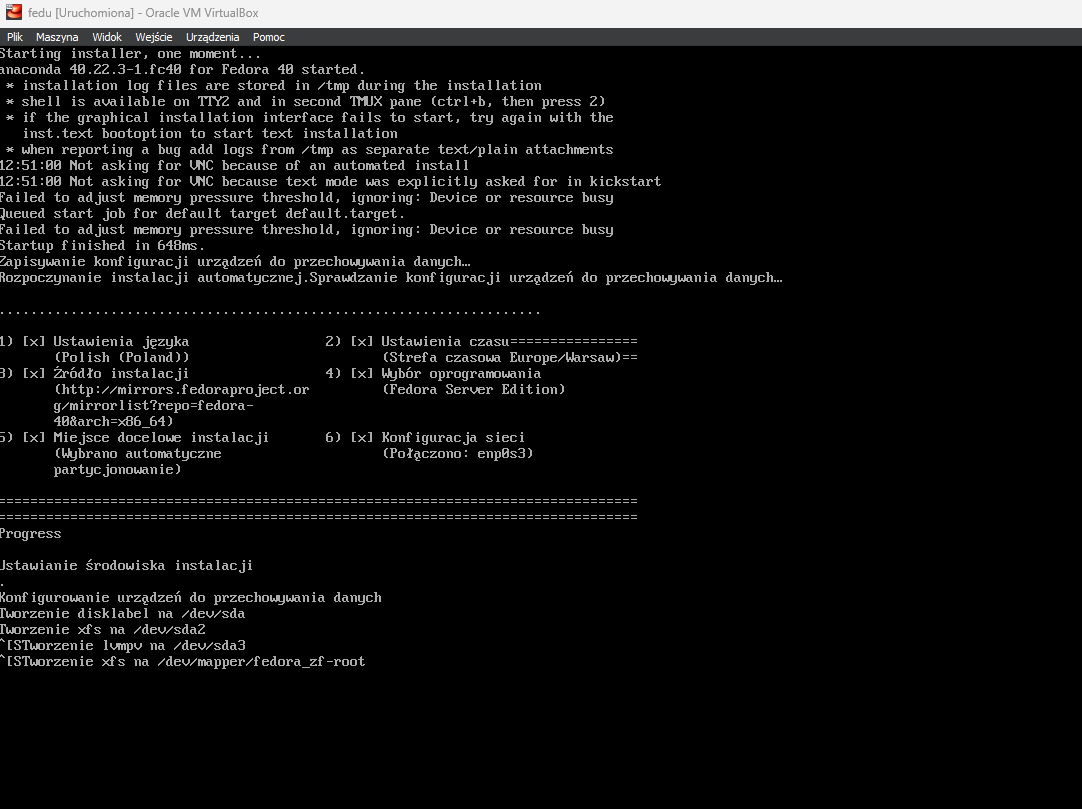 fedu [Uruchomiona] - Oracle VM VirtualBox
Plik Maszyna Widok Wejście Urządzenia Pomoc
Starting installer, one moment...
anaconda 40.22.3-1.fc40 for Fedora 40 started.
* installation log files are stored in /tmp during the installation
* shell is available on TTY2 and in second TMUX pane (ctrl+b, then press 2)
* if the graphical installation interface fails to start, try again with the
inst.text bootoption to start text installation
* when reporting a bug add logs from /tmp as separate text/plain attachments
12:51:00 Not asking for VNC because of an automated install
12:51:00 Not asking for VNC because text mode was explicitly asked for in kickstart
Failed to adjust memory pressure threshold, ignoring: Device or resource busy
Queued start job for default target default.target.
Failed to adjust memory pressure threshold, ignoring: Device or resource busy
Startup finished in 648ms.
Zapisywanie konfiguracji urządzeń do przechowywania danych…
Rozpoczynanie instalacji automatycznej.Sprawdzanie konfiguracji urządzeń do przechowywania danych…
....................................................................
1) [x] Ustawienia języka 2) [x] Ustawienia czasu================
(Polish (Poland)) (Strefa czasowa Europe/Warsaw)==
3) [x] Źródło instalacji 4) [x] Wybór oprogramowania
(http://mirrors.fedoraproject.or (Fedora Server Edition)
g/mirrorlist?repo=fedora-
40&arch=x86_64)
5) [x] Miejsce docelowe instalacji 6) [x] Konfiguracja sieci
(Wybrano automatyczne (Połączono: enp0s3)
partycjonowanie)
================================================================================
================================================================================
Progress
Ustawianie środowiska instalacji
.
Konfigurowanie urządzeń do przechowywania danych
Tworzenie disklabel na /dev/sda
Tworzenie xfs na /dev/sda2
^[STworzenie lvmpv na /dev/sda3
^[STworzenie xfs na /dev/mapper/fedora_zf-root